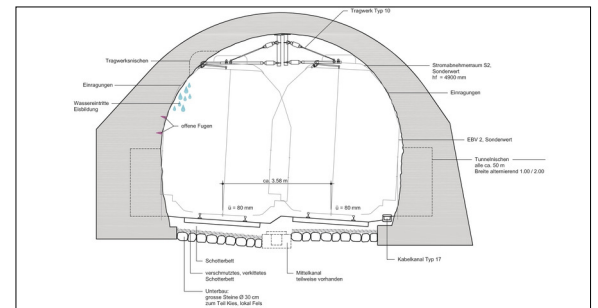 Tragwerk Typ 10
Tragwerksnischen
Stromabnehmerraum S2,
Sonderwert
hf = 4900 mm
Einragungen
Einragungen
Wassereintritte
Eisbildung
offene Fugen
EBV 2, Sonderwert
Tunnelnischen
alle ca. 50 m
Breite alternierend 1.00 / 2.00
ca. 3.58 m
ü = 80 mm
ü = 80 mm
Kabelkanal Typ 17
Schotterbett
verschmutztes, verkittetes
Schotterbett
Mittelkanal
teilweise vorhanden
Unterbau:
grosse Steine Ø 30 cm
zum Teil Kies, lokal Fels